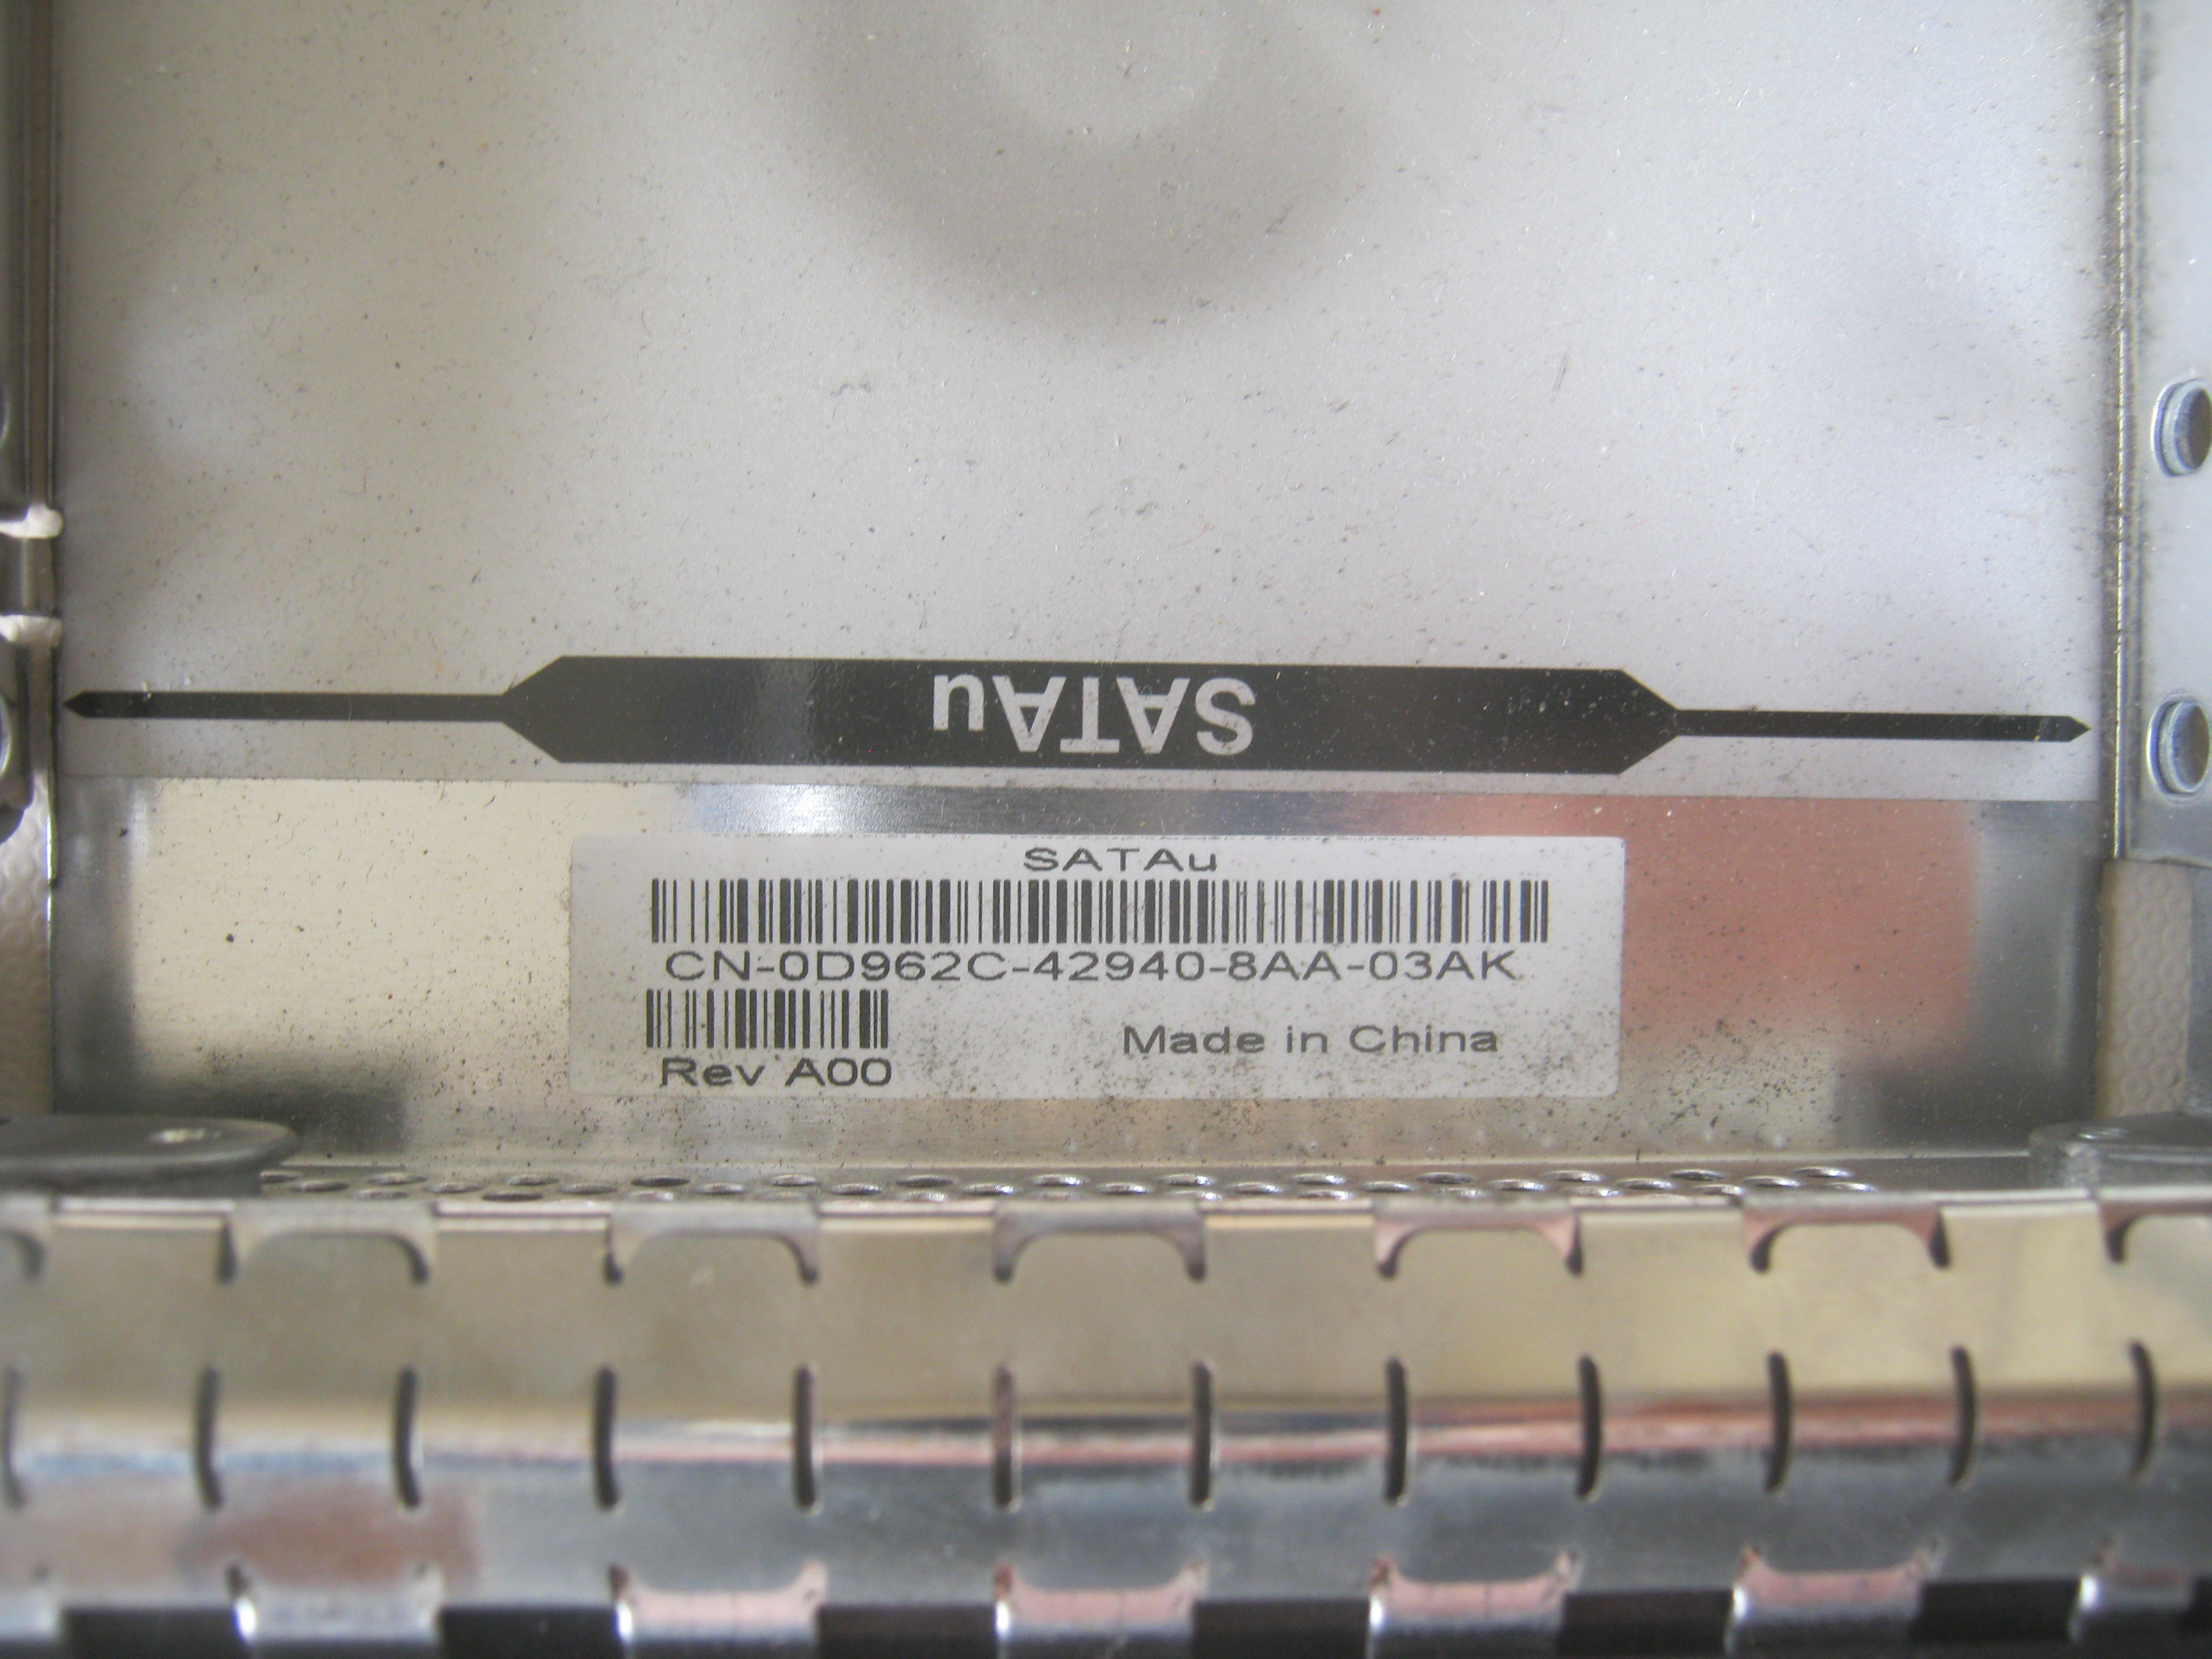 SATAu
SATAu
CN-0D962C-42940-8AA-03AK
Made in China
Rev A00